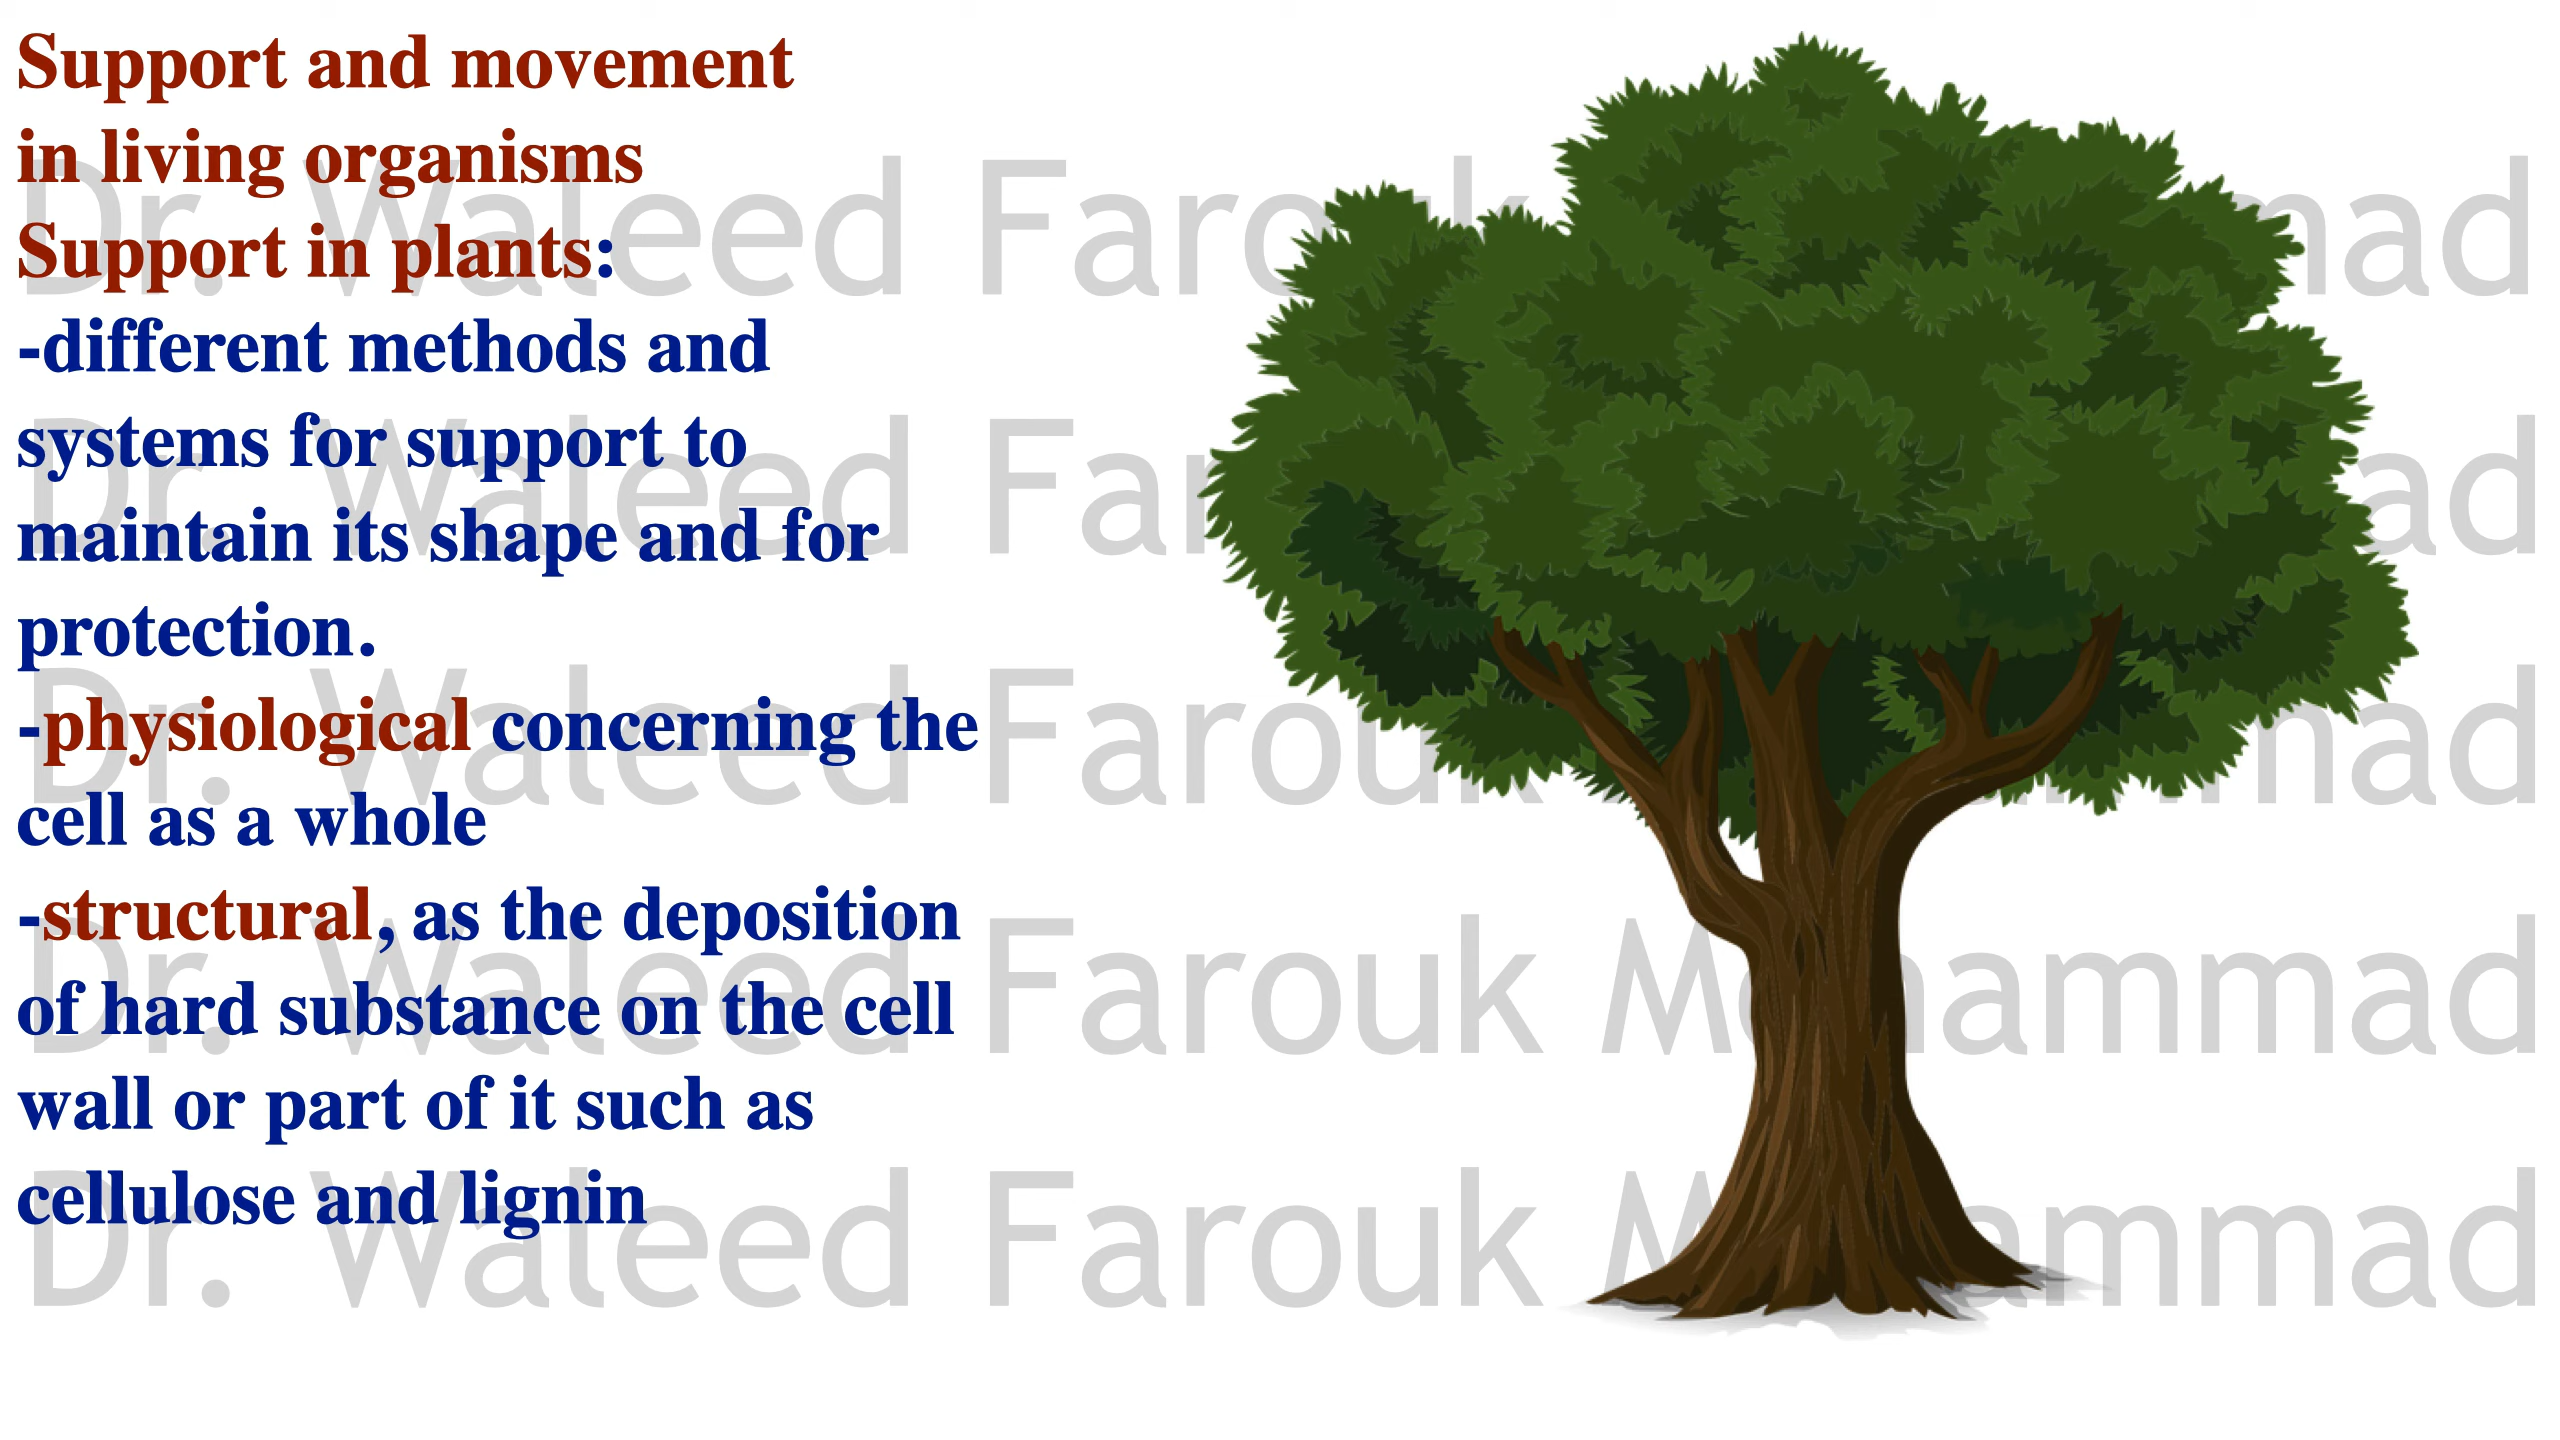 Support and movement
in living organisms
Support in plants:
-different methods and
systems for support to
maintain its shape and for
protection.
-physiological concerning the
cell as a whole
-structural, as the deposition
of hard substance on the cell
wall or part of it such as
cellulose and lignin
Dr. Waleed Farouk Mohammad
Dr. Waleed Farouk Mohammad
Dr. Waleed Farouk Mohammad
Dr. Waleed Farouk Mohammad
Dr. Waleed Farouk Mohammad